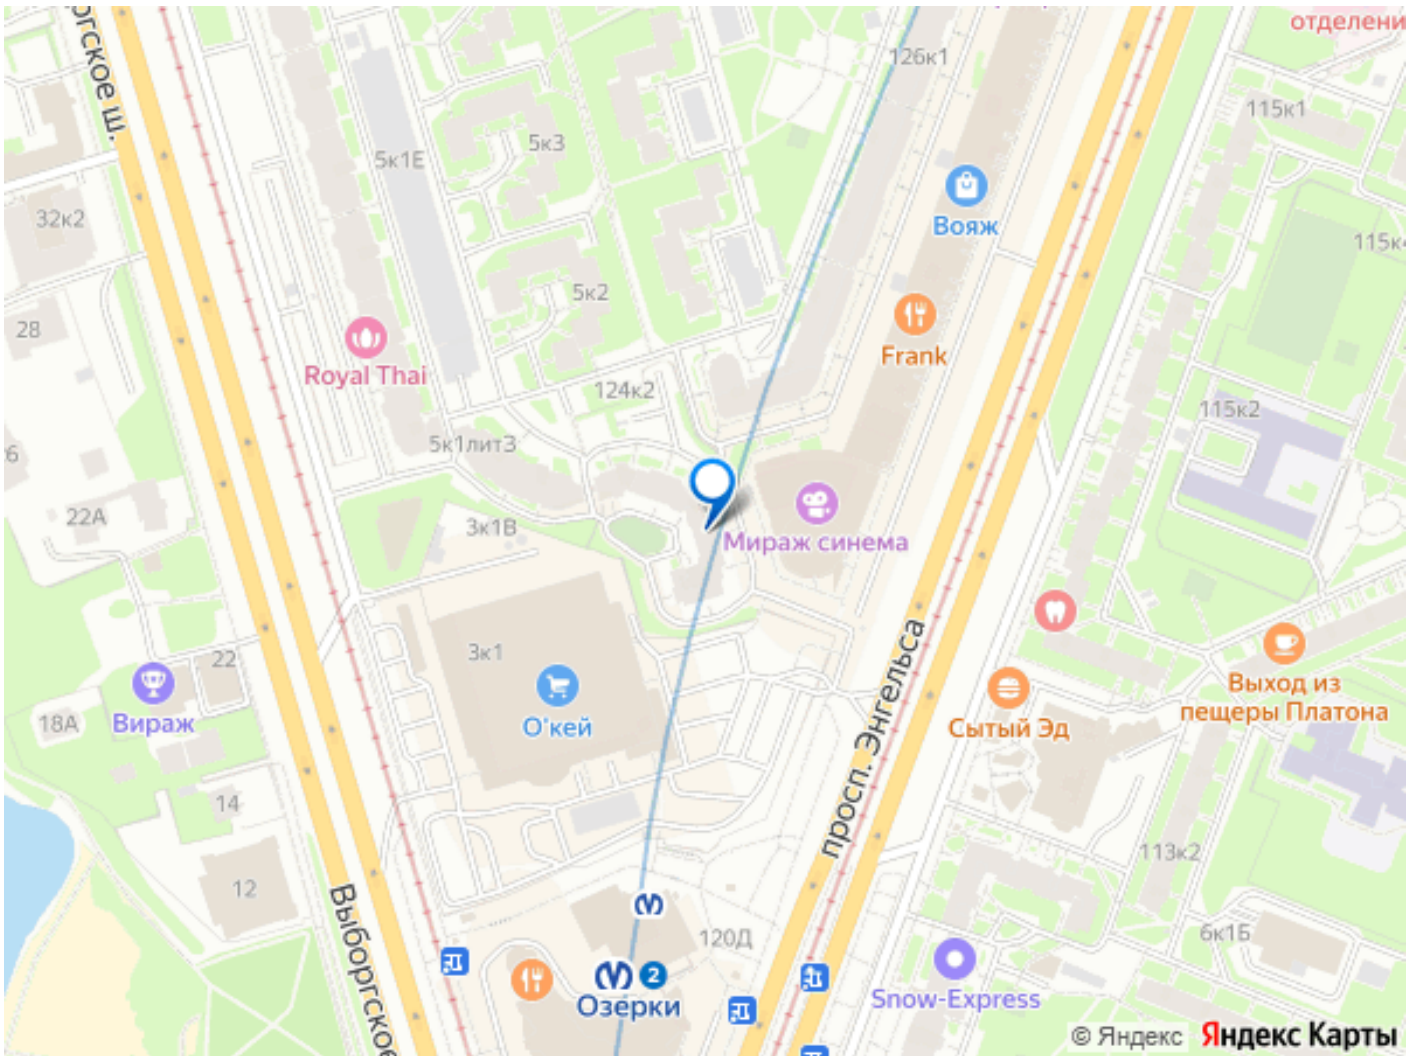 ргское ш.
отделени
126к1
115к1
5к3
5к1Е
32к2
Вояж
115к4
5к2
28
Frank
Royal Thai
124к2
115к2
5к1лит3
6
22А
3к1В
Мираж синема
просп. Энгельса
3к1
22
Выход из
пещеры Платона
18А
Вираж
О'кей
Сытый Эд
14
113к2
12
Выборгское
120Д
6к1Б
2
Озерки
Snow-Express
© Яндекс Яндекс Карты